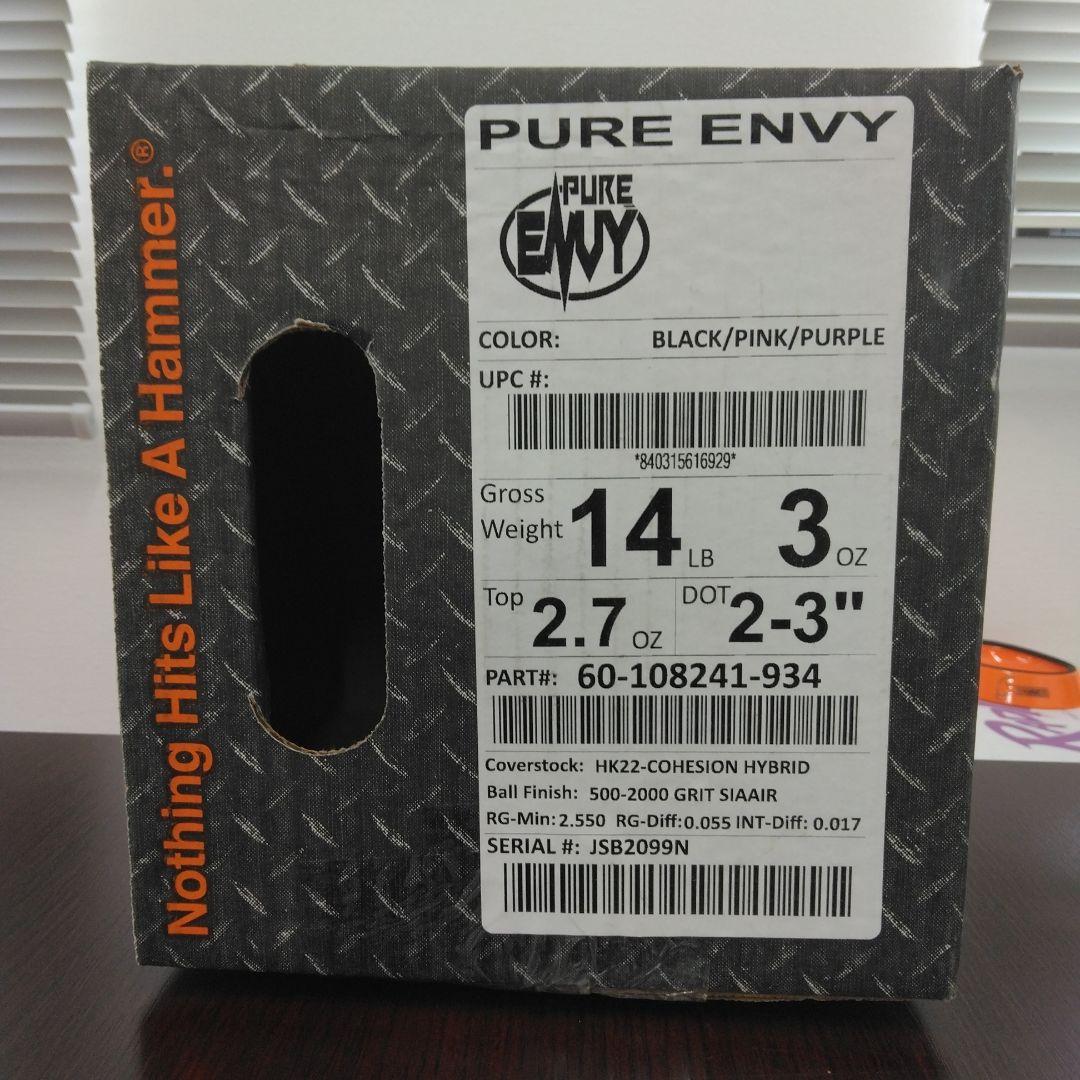 Nothing Hits Like A Hammer.®
PURE ENVY
PURE
ENVY
COLOR: BLACK/PINK/PURPLE
UPC #:
*840315616929*
Gross
Weight 14 LB 3 OZ
Top 2.7 OZ DOT 2-3"
PART#: 60-108241-934
Coverstock: HK22-COHESION HYBRID
Ball Finish: 500-2000 GRIT SIAAIR
RG-Min: 2.550 RG-Diff: 0.055 INT-Diff: 0.017
SERIAL #: JSB2099N